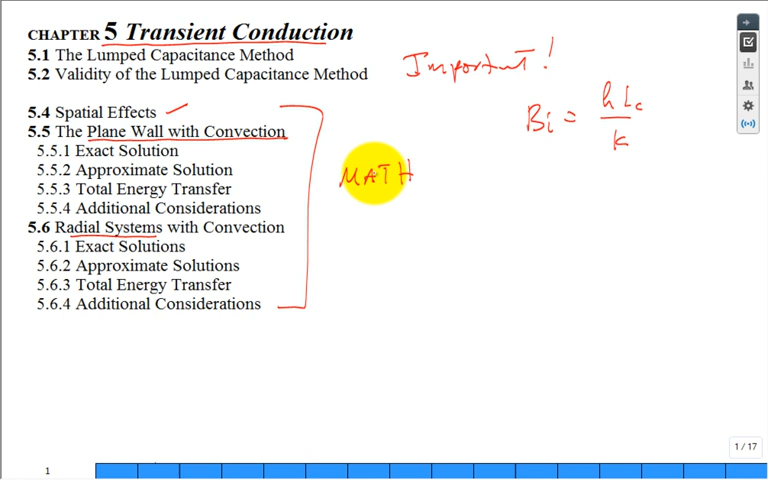 CHAPTER 5 Transient Conduction
5.1 The Lumped Capacitance Method
5.2 Validity of the Lumped Capacitance Method
Important!
Bi = hLc/k
5.4 Spatial Effects
5.5 The Plane Wall with Convection
5.5.1 Exact Solution
5.5.2 Approximate Solution
5.5.3 Total Energy Transfer
5.5.4 Additional Considerations
MATH
5.6 Radial Systems with Convection
5.6.1 Exact Solutions
5.6.2 Approximate Solutions
5.6.3 Total Energy Transfer
5.6.4 Additional Considerations
1 / 17
1